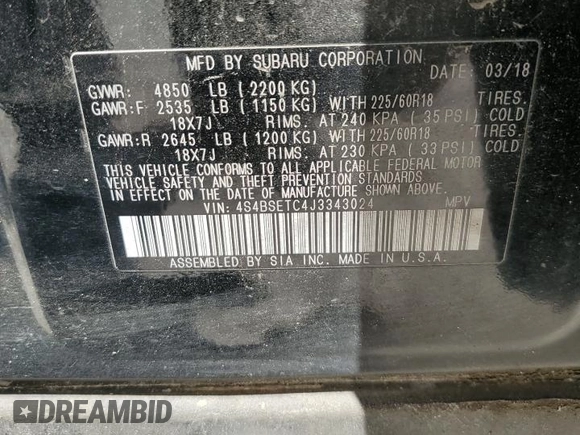 MFD BY SUBARU CORPORATION
DATE: 03/18
GVWR: 4850 LB (2200 KG)
GAWR:F 2535 LB (1150 KG) WITH 225/60R18 TIRES.
18X7J RIMS. AT 240 KPA ( 35 PSI) COLD
GAWR:R 2645 LB (1200 KG) WITH 225/60R18 TIRES.
18X7J RIMS. AT 230 KPA ( 33 PSI) COLD
THIS VEHICLE CONFORMS TO ALL APPLICABLE FEDERAL MOTOR
VEHICLE SAFETY AND THEFT PREVENTION STANDARDS
IN EFFECT ON THE DATE OF MANUFACTURE SHOWN ABOVE.
VIN: 4S4BSETC4J3343024 MPV
ASSEMBLED BY SIA INC. MADE IN U.S.A.
DREAMBID